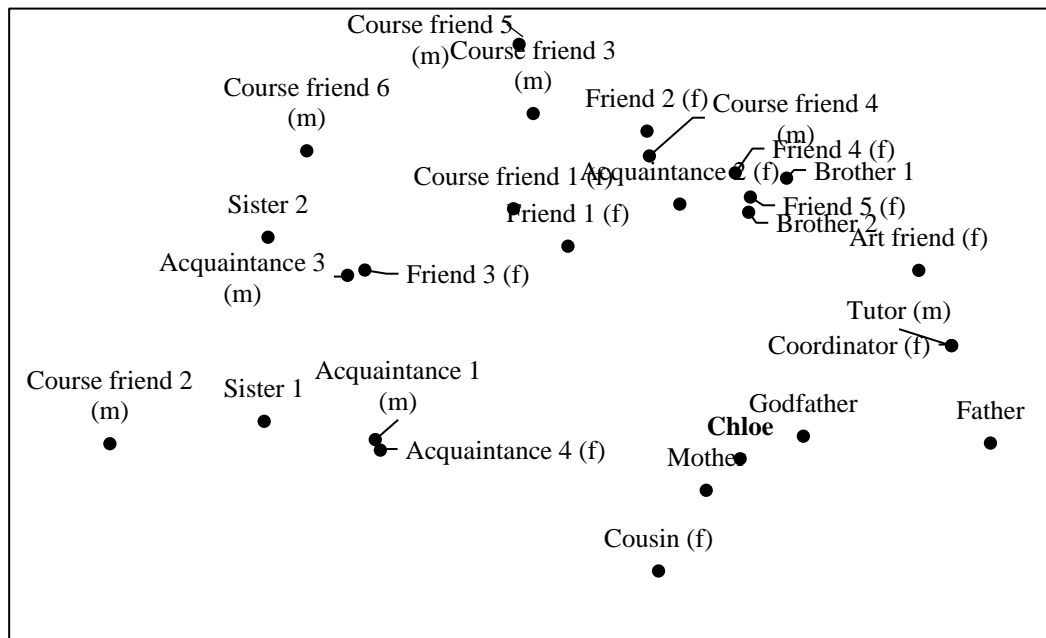 Course friend 5
(m)
Course friend 3
(m)
Course friend 6
(m)
Friend 2 (f)
Course friend 4
(m)
Friend 4 (f)
Course friend 1 (f)
Acquaintance 2 (f)
Brother 1
Sister 2
Friend 1 (f)
Friend 5 (f)
Brother 2
Art friend (f)
Acquaintance 3
(m)
Friend 3 (f)
Tutor (m)
Coordinator (f)
Course friend 2
(m)
Sister 1
Acquaintance 1
(m)
Godfather
Father
Chloe
Acquaintance 4 (f)
Mother
Cousin (f)